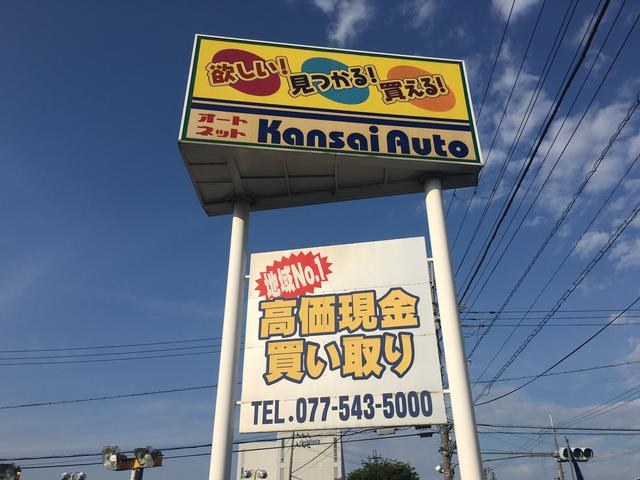 欲しい! 見つかる! 買える!
オート
ネット
Kansai Auto
地域No.1
高価現金
買い取り
TEL.077-543-5000